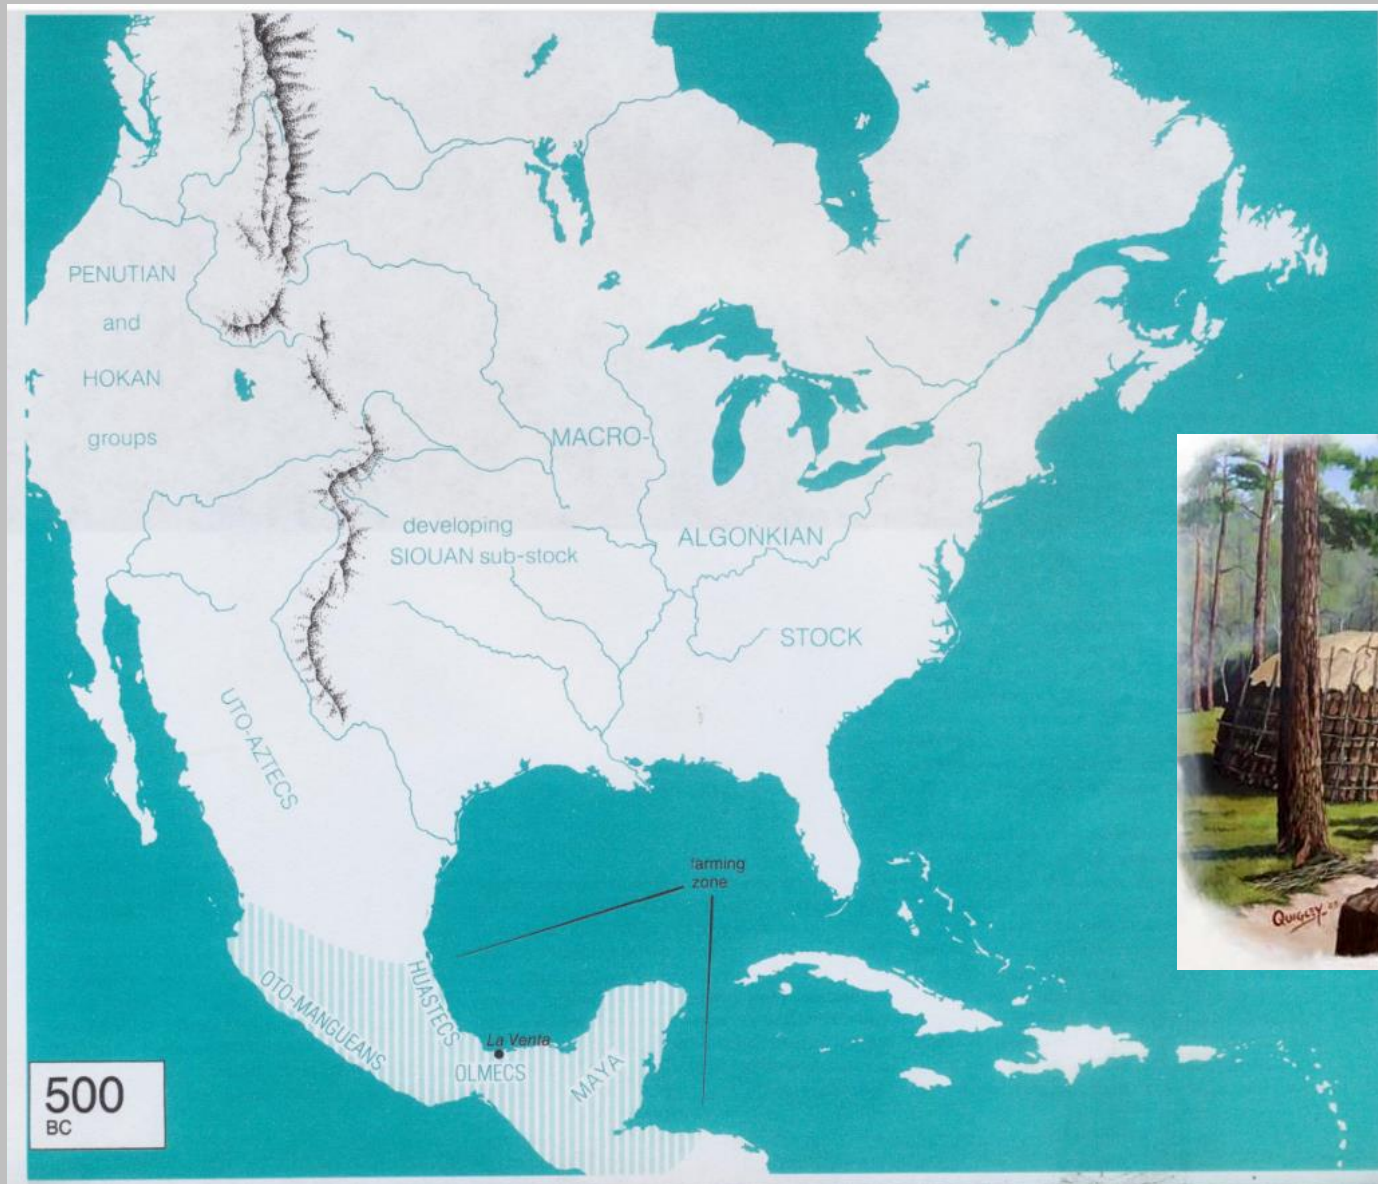 PENUTIAN
and
HOKAN
groups
MACRO-
ALGONKIAN
STOCK
developing
SIOUAN sub-stock
UTO-AZTECS
farming
zone
OTO-MANGUEANS
HUASTECS
La Venta
OLMECS
MAYA
500
BC
QUIGLEY